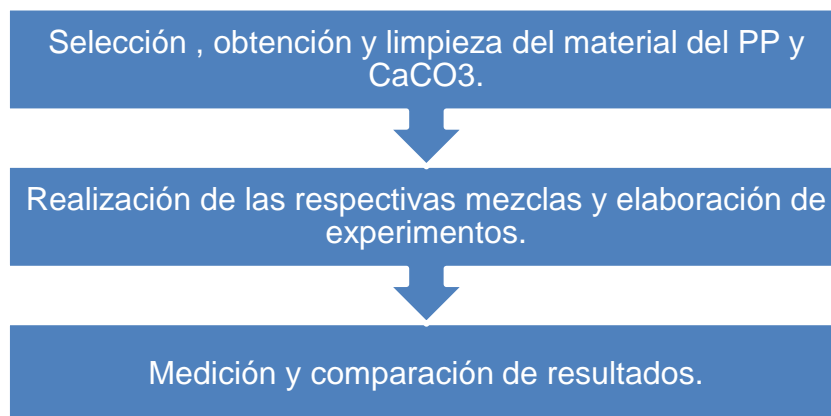 Selección , obtención y limpieza del material del PP y
CaCO3.
Realización de las respectivas mezclas y elaboración de
experimentos.
Medición y comparación de resultados.